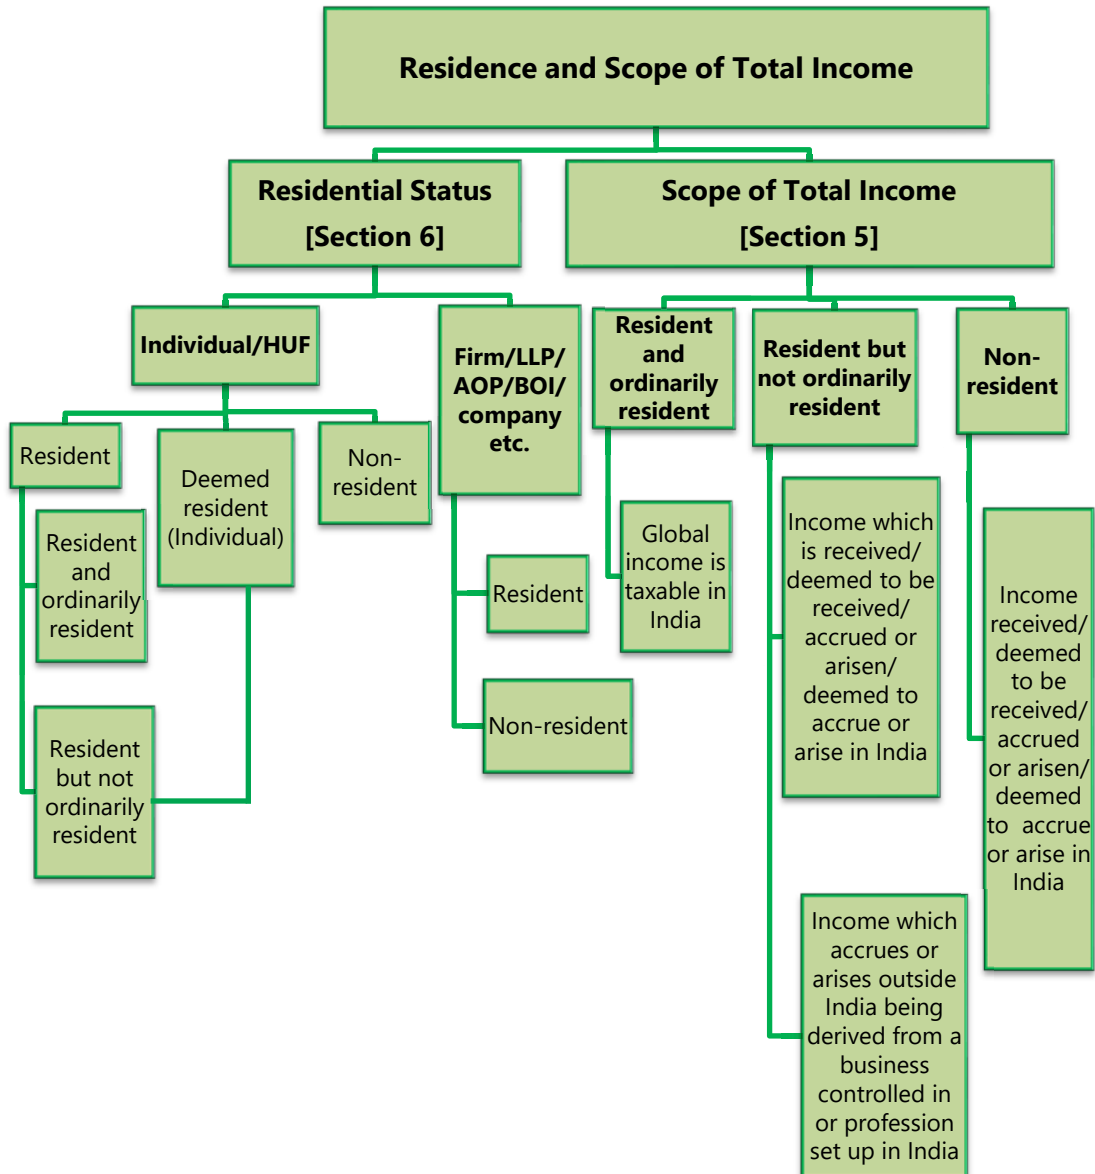 Residence and Scope of Total Income
Residential Status
[Section 6]
Scope of Total Income
[Section 5]
Individual/HUF
Firm/LLP/
AOP/BOI/
company
etc.
Resident
and
ordinarily
resident
Resident but
not ordinarily
resident
Non-
resident
Resident
Deemed
resident
(Individual)
Non-
resident
Resident
and
ordinarily
resident
Resident
but not
ordinarily
resident
Resident
Non-resident
Global
income is
taxable in
India
Income which
is received/
deemed to be
received/
accrued or
arisen/
deemed to
accrue or
arise in India
Income which
accrues or
arises outside
India being
derived from a
business
controlled in
or profession
set up in India
Income
received/
deemed
to be
received/
accrued
or arisen/
deemed
to accrue
or arise in
India